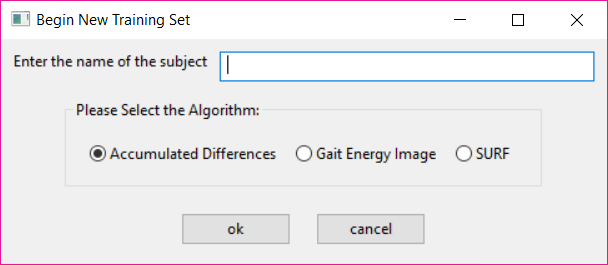 Begin New Training Set
Enter the name of the subject
Please Select the Algorithm:
Accumulated Differences Gait Energy Image SURF
ok cancel